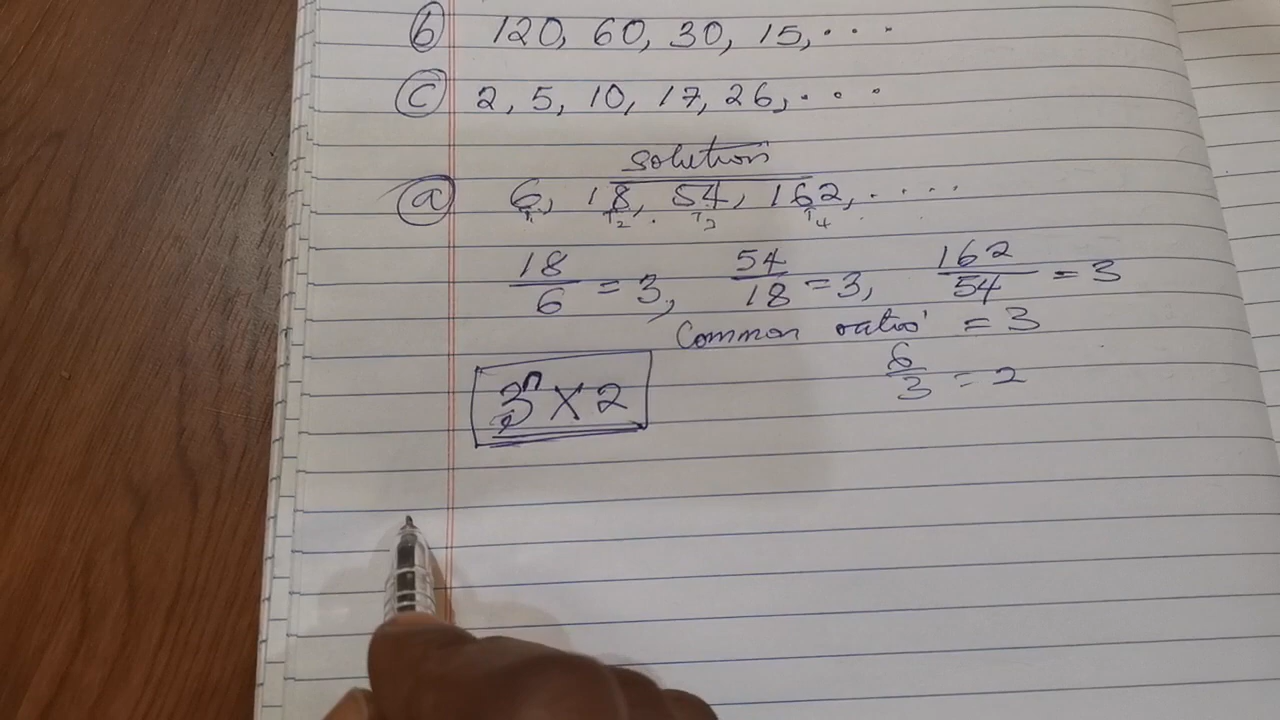 b 120, 60, 30, 15, . . .
c 2, 5, 10, 17, 26, . . .
solution
a 6, 18, 54, 162, . . . .
T1 T2 T3 T4
18/6 = 3, 54/18 = 3, 162/54 = 3
Common ratio = 3
6/3 = 2
3ⁿ × 2